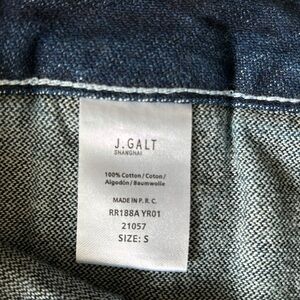 J.GALT
SHANGHAI
100% Cotton / Coton /
Algodón / Baumwolle
MADE IN P. R. C.
RR188A YR01
21057
SIZE: S